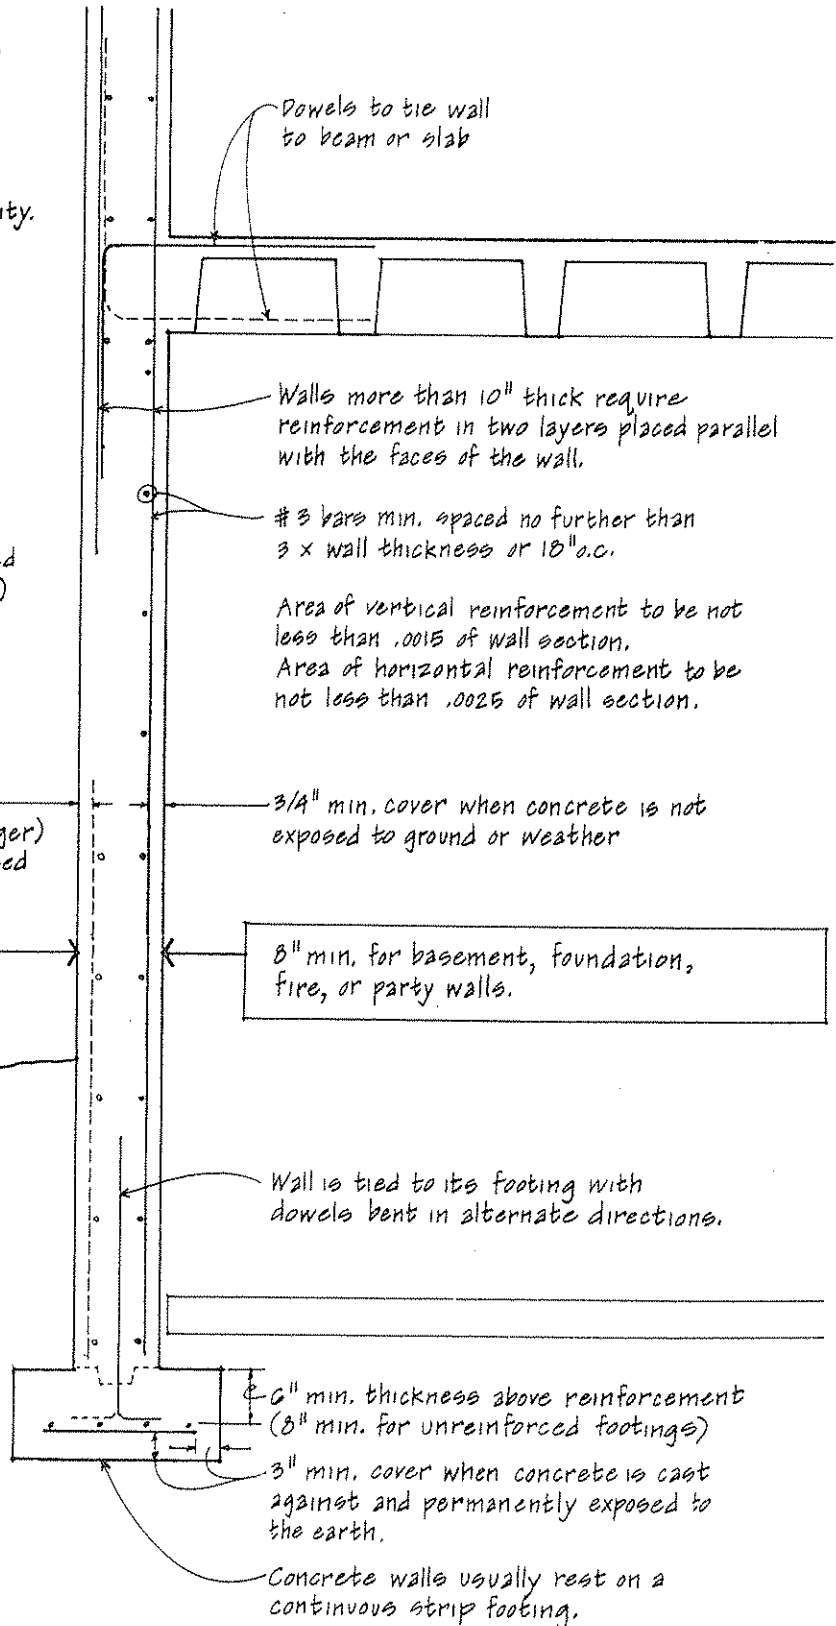 Dowels to tie wall
to beam or slab
ity.
Walls more than 10" thick require
reinforcement in two layers placed parallel
with the faces of the wall.
#3 bars min. spaced no further than
3 x wall thickness or 18" o.c.
)
Area of vertical reinforcement to be not
less than .0015 of wall section.
Area of horizontal reinforcement to be
not less than .0025 of wall section.
3/4" min. cover when concrete is not
exposed to ground or weather
ger)
ed
8" min. for basement, foundation,
fire, or party walls.
Wall is tied to its footing with
dowels bent in alternate directions.
6" min. thickness above reinforcement
(8" min. for unreinforced footings)
3" min. cover when concrete is cast
against and permanently exposed to
the earth.
Concrete walls usually rest on a
continuous strip footing.